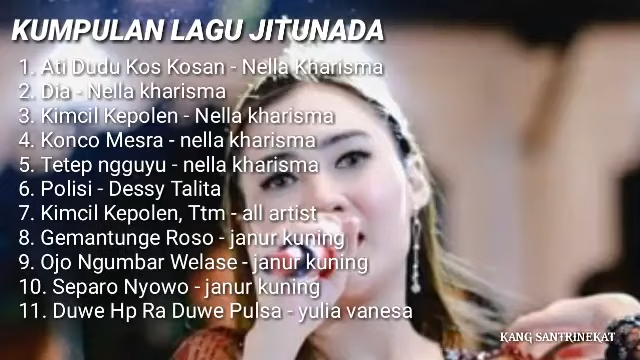 KUMPULAN LAGU JITUNADA
1. Ati Dudu Kos Kosan - Nella Kharisma
2. Dia - Nella kharisma
3. Kimcil Kepolen - Nella kharisma
4. Konco Mesra - nella kharisma
5. Tetep ngguyu - nella kharisma
6. Polisi - Dessy Talita
7. Kimcil Kepolen, Ttm - all artist
8. Gemantunge Roso - janur kuning
9. Ojo Ngumbar Welase - janur kuning
10. Separo Nyowo - janur kuning
11. Duwe Hp Ra Duwe Pulsa - yulia vanesa
KANG SANTRINEKAT